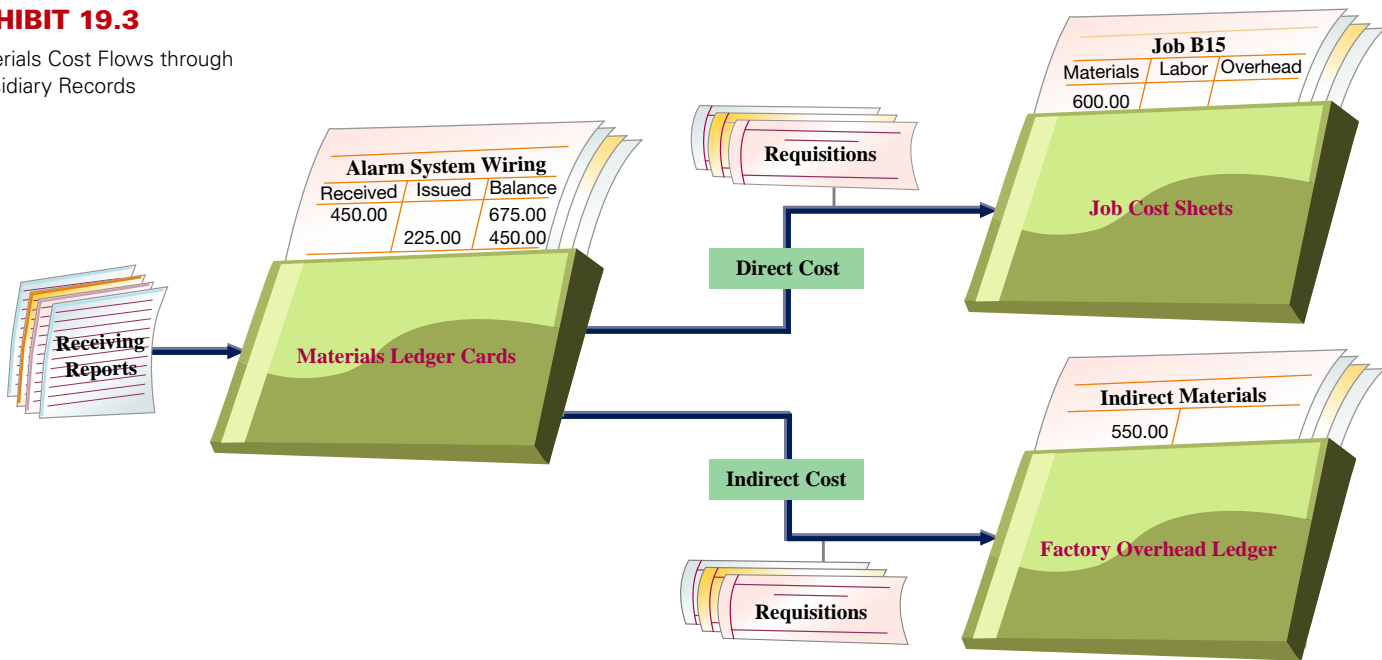 HIBIT 19.3
erials Cost Flows through
sidiary Records
Alarm System Wiring
Received Issued Balance
450.00 675.00
225.00 450.00
Receiving
Reports
Materials Ledger Cards
Requisitions
Direct Cost
Job B15
Materials Labor Overhead
600.00
Job Cost Sheets
Indirect Cost
Requisitions
Indirect Materials
550.00
Factory Overhead Ledger